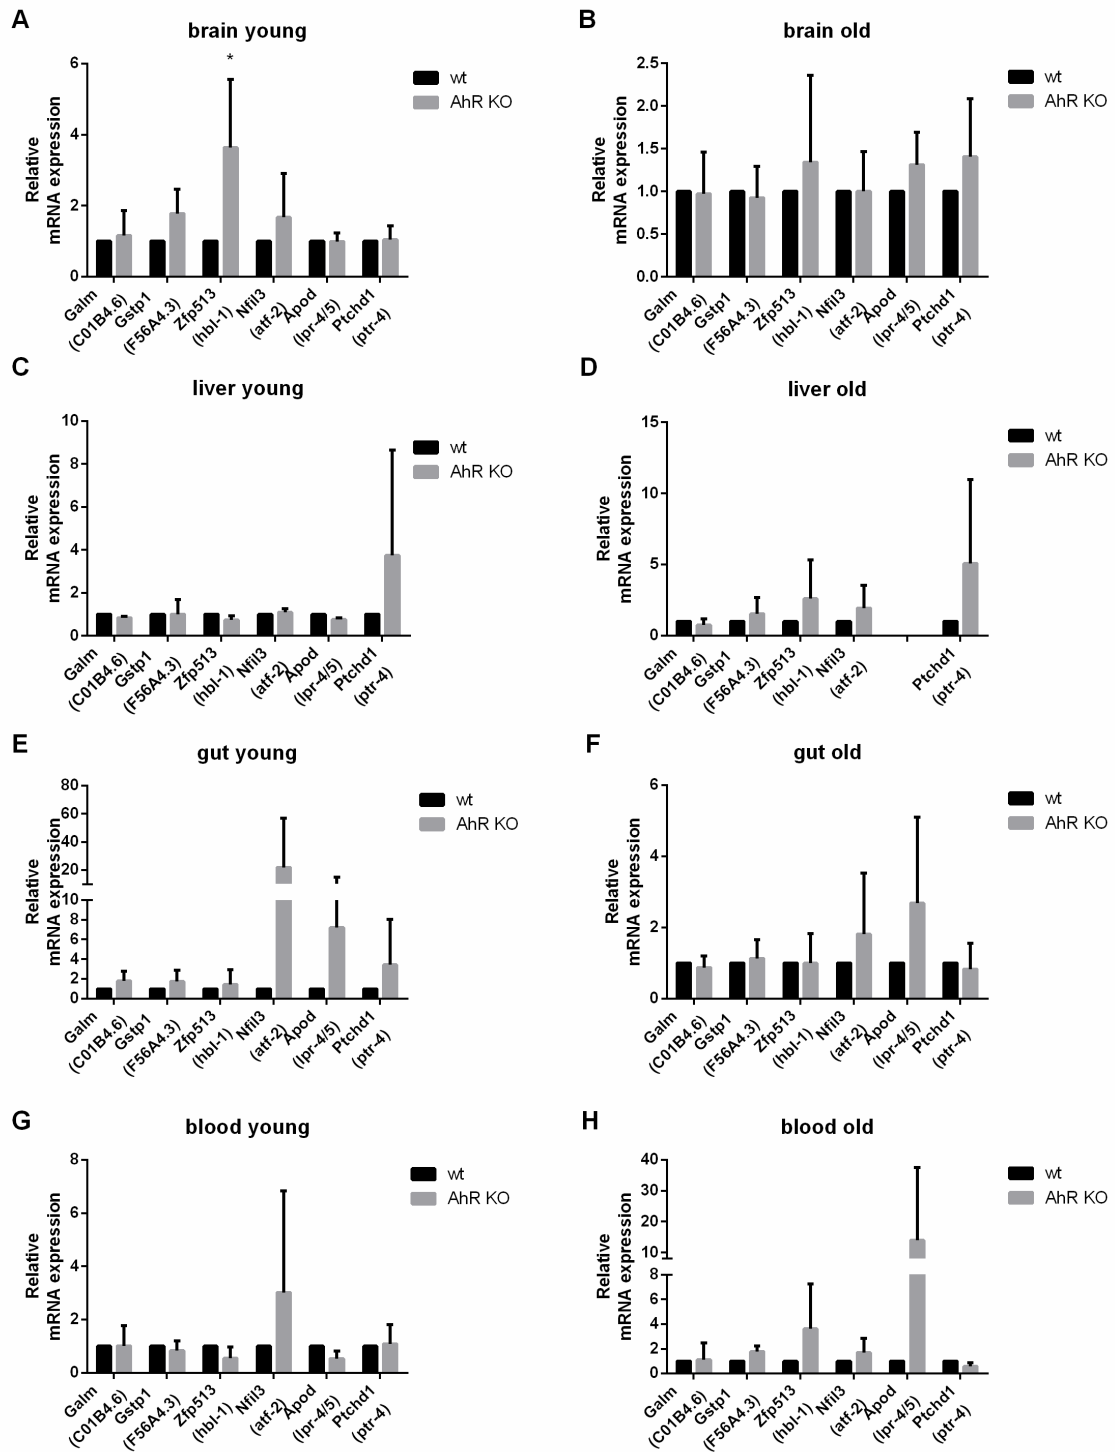 A
brain young
*
6
4
2
0
Relative
mRNA expression
wt
AhR KO
Galm
(C01B4.6)
Gstp1
(F56A4.3)
Zfp513
(hbl-1)
Nfil3
(atf-2)
Apod
(lpr-4/5)
Ptchd1
(ptr-4)
B
brain old
2.5
2.0
1.5
1.0
0.5
0.0
Relative
mRNA expression
wt
AhR KO
Galm
(C01B4.6)
Gstp1
(F56A4.3)
Zfp513
(hbl-1)
Nfil3
(atf-2)
Apod
(lpr-4/5)
Ptchd1
(ptr-4)
C
liver young
10
8
6
4
2
0
Relative
mRNA expression
wt
AhR KO
Galm
(C01B4.6)
Gstp1
(F56A4.3)
Zfp513
(hbl-1)
Nfil3
(atf-2)
Apod
(lpr-4/5)
Ptchd1
(ptr-4)
D
liver old
15
10
5
0
Relative
mRNA expression
wt
AhR KO
Galm
(C01B4.6)
Gstp1
(F56A4.3)
Zfp513
(hbl-1)
Nfil3
(atf-2)
Ptchd1
(ptr-4)
E
gut young
80
60
40
20
10
8
6
4
2
0
Relative
mRNA expression
wt
AhR KO
Galm
(C01B4.6)
Gstp1
(F56A4.3)
Zfp513
(hbl-1)
Nfil3
(atf-2)
Apod
(lpr-4/5)
Ptchd1
(ptr-4)
F
gut old
6
4
2
0
Relative
mRNA expression
wt
AhR KO
Galm
(C01B4.6)
Gstp1
(F56A4.3)
Zfp513
(hbl-1)
Nfil3
(atf-2)
Apod
(lpr-4/5)
Ptchd1
(ptr-4)
G
blood young
8
6
4
2
0
Relative
mRNA expression
wt
AhR KO
Galm
(C01B4.6)
Gstp1
(F56A4.3)
Zfp513
(hbl-1)
Nfil3
(atf-2)
Apod
(lpr-4/5)
Ptchd1
(ptr-4)
H
blood old
40
30
20
10
8
6
4
2
0
Relative
mRNA expression
wt
AhR KO
Galm
(C01B4.6)
Gstp1
(F56A4.3)
Zfp513
(hbl-1)
Nfil3
(atf-2)
Apod
(lpr-4/5)
Ptchd1
(ptr-4)